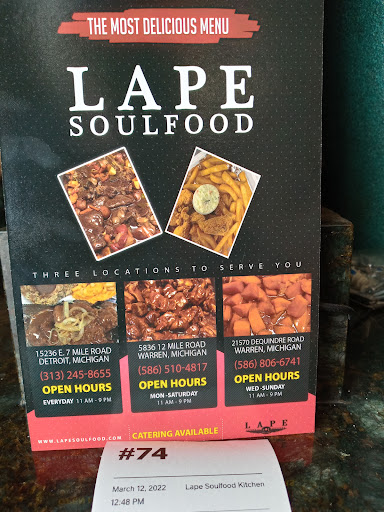 THE MOST DELICIOUS MENU
LAPE
SOULFOOD
THREE LOCATIONS TO SERVE YOU
15236 E. 7 MILE ROAD
DETROIT, MICHIGAN
(313) 245-8655
OPEN HOURS
EVERYDAY 11 AM - 9 PM
5836 12 MILE ROAD
WARREN, MICHIGAN
(586) 510-4817
OPEN HOURS
MON-SATURDAY
11 AM - 9 PM
21570 DEQUINDRE ROAD
WARREN, MICHIGAN
(586) 806-6741
OPEN HOURS
WED-SUNDAY
11 AM - 9 PM
WWW.LAPESOULFOOD.COM
CATERING AVAILABLE
LAPE
#74
March 12, 2022 Lape Soulfood Kitchen
12:48 PM